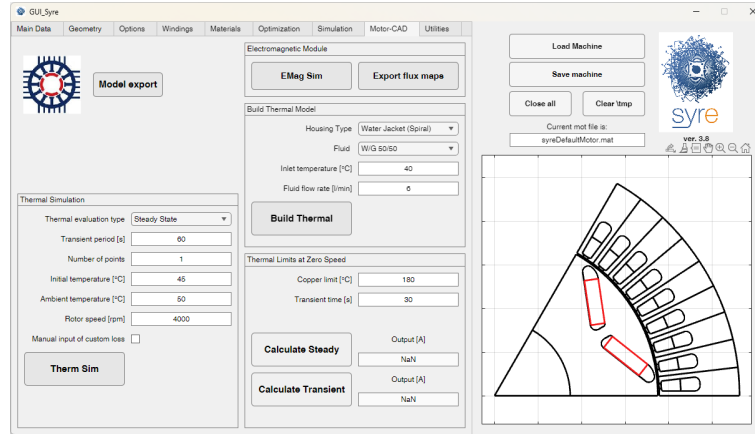 GUI_Syre
Main Data Geometry Options Windings Materials Optimization Simulation Motor-CAD Utilities
Model export
Electromagnetic Module
EMag Sim Export flux maps
Build Thermal Model
Housing Type Water Jacket (Spiral)
Fluid W/G 50/50
Inlet temperature [°C] 40
Fluid flow rate [l/min] 6
Build Thermal
Thermal Simulation
Thermal evaluation type Steady State
Transient period [s] 60
Number of points 1
Initial temperature [°C] 45
Ambient temperature [°C] 50
Rotor speed [rpm] 4000
Manual input of custom loss
Therm Sim
Thermal Limits at Zero Speed
Copper limit [°C] 180
Transient time [s] 30
Calculate Steady
Output [A]
NaN
Calculate Transient
Output [A]
NaN
Load Machine
Save machine
Close all Clear \tmp
Current mot file is:
syreDefaultMotor.mat
syre
ver. 3.8